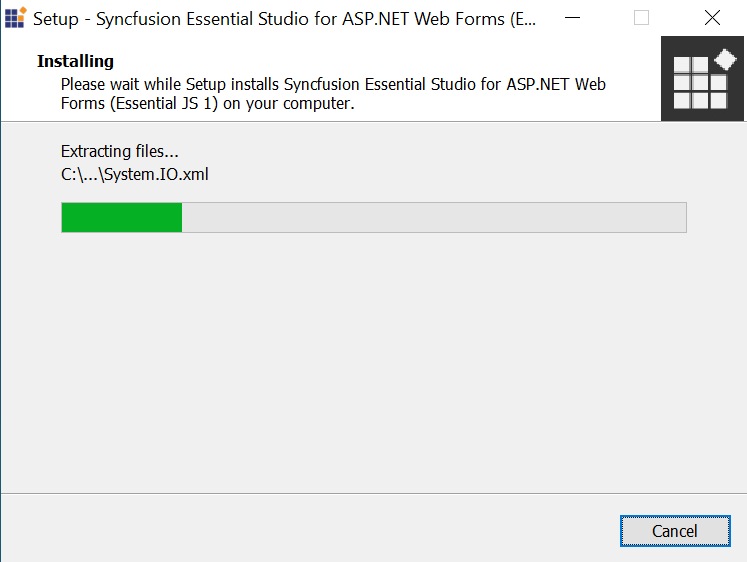 Setup - Syncfusion Essential Studio for ASP.NET Web Forms (E...
Installing
Please wait while Setup installs Syncfusion Essential Studio for ASP.NET Web
Forms (Essential JS 1) on your computer.
Extracting files...
C:\...\System.IO.xml
Cancel